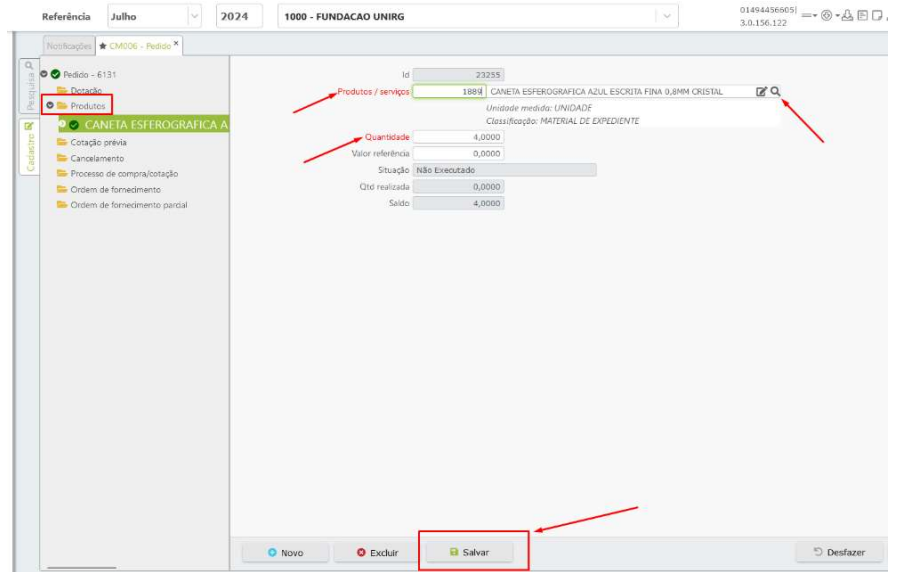 Referência Julho 2024 1000 - FUNDACAO UNIRG 01494456605|
3.0.156.122
Notificações ★ CM006 - Pedido ×
Pesquisa
Cadastro
Pedido - 6131
Dotação
Produtos
CANETA ESFEROGRAFICA A
Cotação prévia
Cancelamento
Processo de compra/cotação
Ordem de fornecimento
Ordem de fornecimento parcial
Id 23255
Produtos / serviços 1889 CANETA ESFEROGRAFICA AZUL ESCRITA FINA 0,8MM CRISTAL
Unidade medida: UNIDADE
Classificação: MATERIAL DE EXPEDIENTE
Quantidade 4,0000
Valor referência 0,0000
Situação Não Executado
Qtd realizada 0,0000
Saldo 4,0000
Novo Excluir Salvar Desfazer